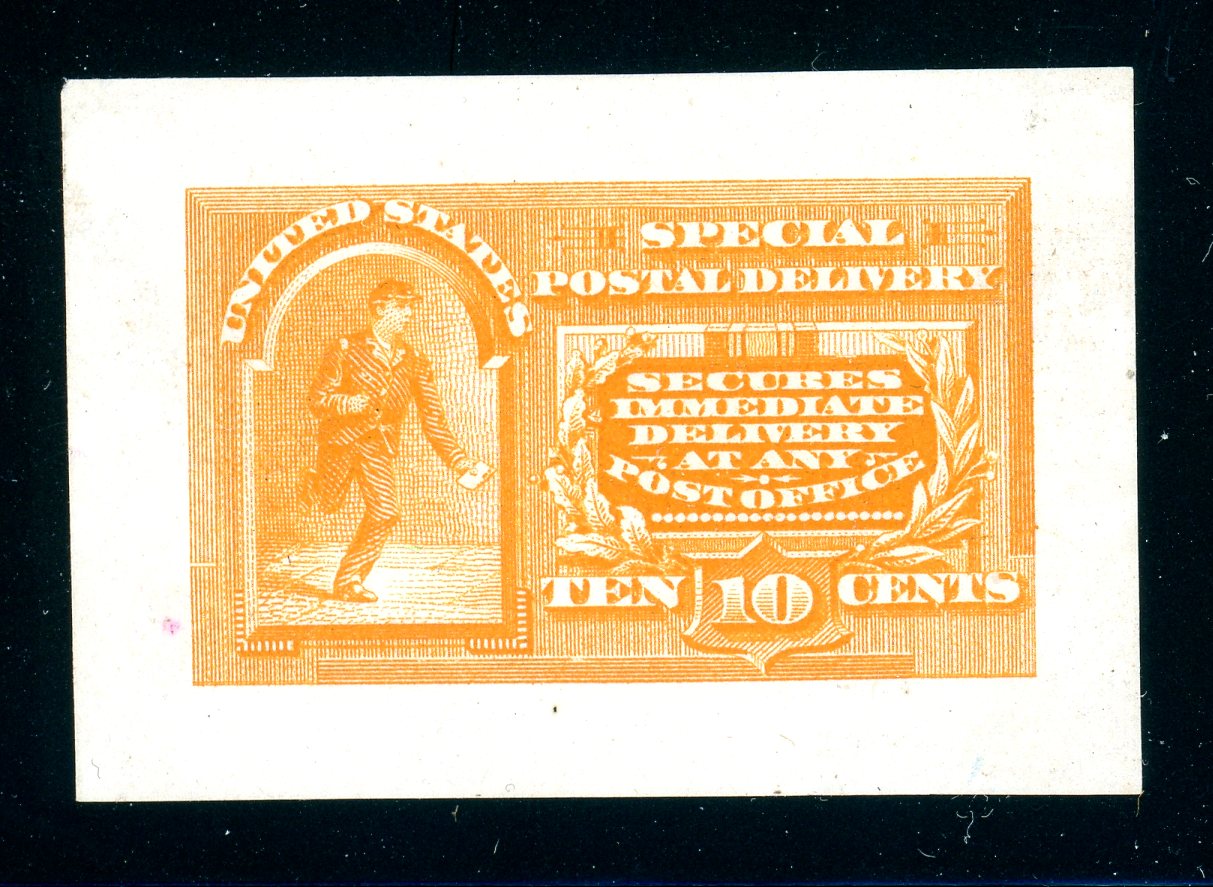 UNITED STATES
SPECIAL
POSTAL DELIVERY
SECURES
IMMEDIATE
DELIVERY
AT ANY
POST OFFICE
TEN 10 CENTS